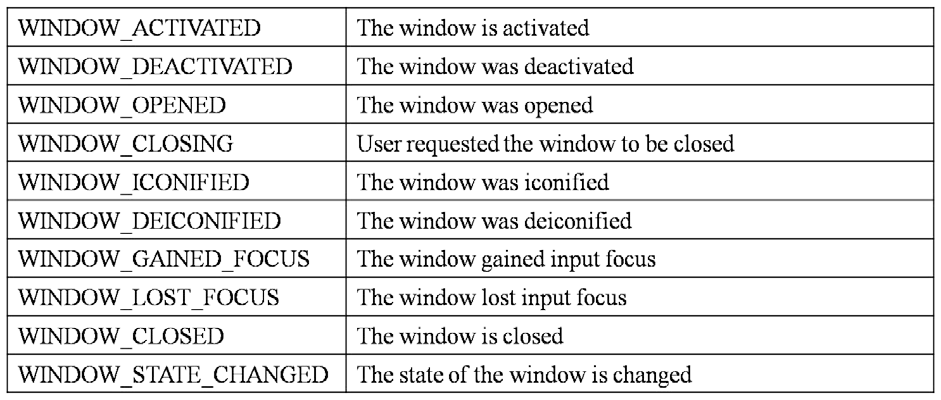 WINDOW_ACTIVATED The window is activated
WINDOW_DEACTIVATED The window was deactivated
WINDOW_OPENED The window was opened
WINDOW_CLOSING User requested the window to be closed
WINDOW_ICONIFIED The window was iconified
WINDOW_DEICONIFIED The window was deiconified
WINDOW_GAINED_FOCUS The window gained input focus
WINDOW_LOST_FOCUS The window lost input focus
WINDOW_CLOSED The window is closed
WINDOW_STATE_CHANGED The state of the window is changed